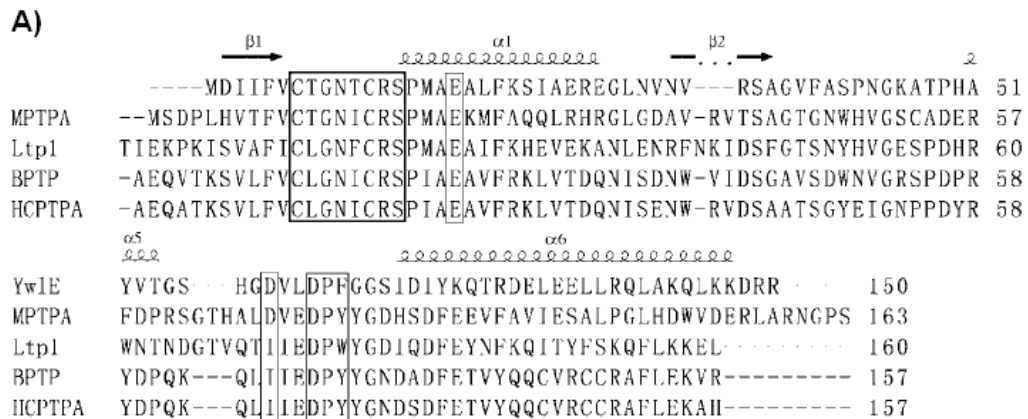 A)
β1 α1 β2
----MDIIFVCTGNTCRSPMAEALFKSIAEREGLNVNV---RSAGVFASPNGKATPHA 51
MPTPA --MSDPLHVTFVCTGNICRSPMAEKMFAQQLRHRGLGDAV-RVTSAGTGNWHVGSCADER 57
Ltp1 TIEKPKISVAFICLGNFCRSPMAEAIFKHEVEKANLENRFNKIDSFGTSNYHVGESPDHR 60
BPTP -AEQVTKSVLFVCLGNICRSPIAEAVFRKLVTDQNISDNW-VIDSGAVSDWNVGRSPDPR 58
HCPTPA -AEQATKSVLFVCLGNICRSPIAEAVFRKLVTDQNISENW-RVDSAATSGYEIGNPPDYR 58
α5 α6
YwlE YVTGS···HGDVLDPFGGSIDIYKQTRDELEELLRQLAKQLKKDRR···· 150
MPTPA FDPRSGTHALDVEDPYYGDHSDFEEVFAVIESALPGLHDWVDERLARNGPS 163
Ltp1 WNTNDGTVQTIIEDPWYGDIQDFEYNFKQITYFSKQFLKKEL········· 160
BPTP YDPQK---QLIIEDPYYGNDADFETVYQQCVRCCRAFLEKVR--------- 157
HCPTPA YDPQK---QLIIEDPYYGNDSDFETVYQQCVRCCRAFLEKAH--------- 157